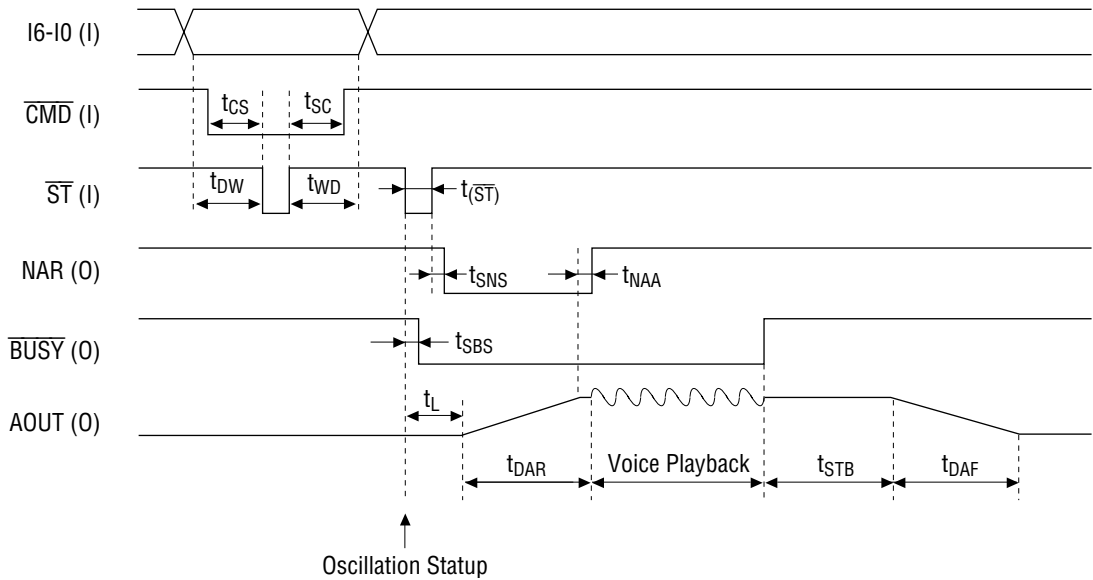 I6-I0 (I)
CMD (I)
tCS
tSC
ST (I)
tDW
tWD
t(ST)
NAR (O)
tSNS
tNAA
BUSY (O)
tSBS
AOUT (O)
tL
tDAR
Voice Playback
tSTB
tDAF
Oscillation Statup